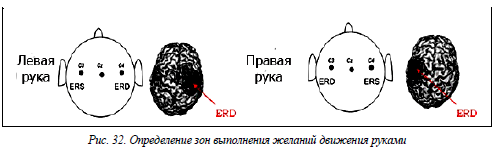 Левая
рука
C3 Cz C4
ERS ERD
ERD
Правая
рука
C3 Cz C4
ERD ERS
ERD
Рис. 32. Определение зон выполнения желаний движения руками